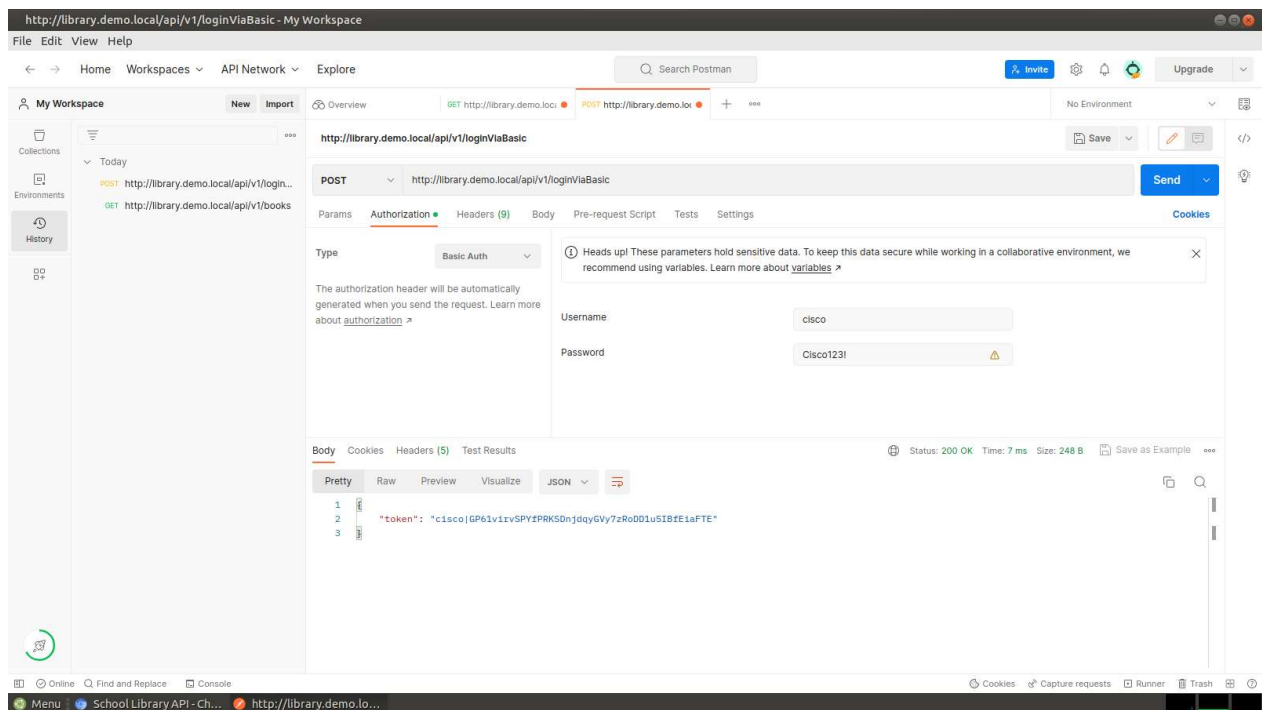 http://library.demo.local/api/v1/loginViaBasic - My Workspace
File Edit View Help
Home Workspaces API Network Explore Search Postman Invite Upgrade
My Workspace New Import Overview GET http://library.demo.loc POST http://library.demo.loc No Environment
Collections
Environments
History
Today
POST http://library.demo.local/api/v1/login...
GET http://library.demo.local/api/v1/books
http://library.demo.local/api/v1/loginViaBasic Save
POST http://library.demo.local/api/v1/loginViaBasic Send
Params Authorization Headers (9) Body Pre-request Script Tests Settings Cookies
Type Basic Auth
The authorization header will be automatically
generated when you send the request. Learn more
about authorization
Heads up! These parameters hold sensitive data. To keep this data secure while working in a collaborative environment, we
recommend using variables. Learn more about variables
Username cisco
Password Cisco123!
Body Cookies Headers (5) Test Results Status: 200 OK Time: 7 ms Size: 248 B Save as Example
Pretty Raw Preview Visualize JSON
1 {
2 "token": "cisco|GP61virvSPYfPRKSDnjdqyGVy7zRoDD1u5IBfEiaFTE"
3 }
Online Find and Replace Console Cookies Capture requests Runner Trash
Menu School Library API - Ch... http://library.demo.lo...